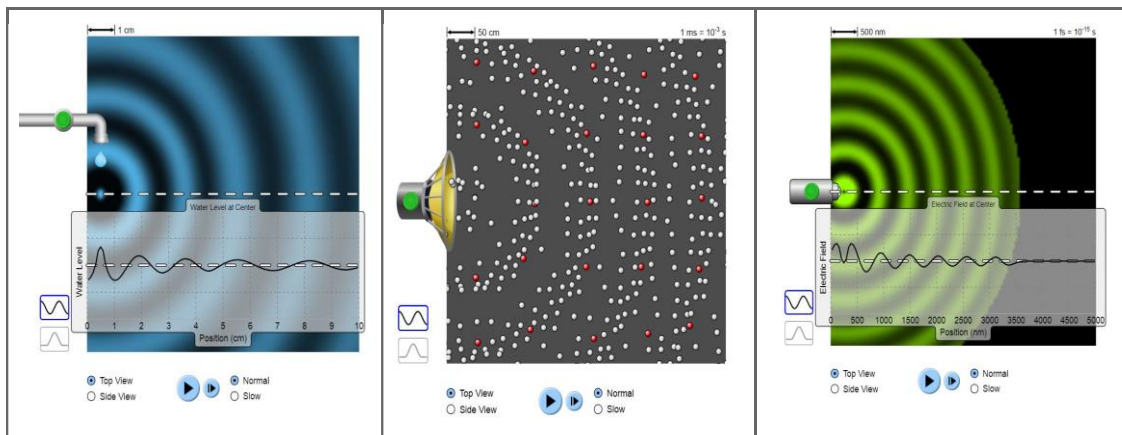 1 cm
Water Level at Center
Water Level
0 1 2 3 4 5 6 7 8 9 10
Position (cm)
Top View
Normal
Side View
Slow
50 cm 1 ms = 10-3 s
Top View
Normal
Side View
Slow
500 nm 1 fs = 10-15 s
Electric Field at Center
Electric Field
0 500 1000 1500 2000 2500 3000 3500 4000 4500 5000
Position (nm)
Top View
Normal
Side View
Slow